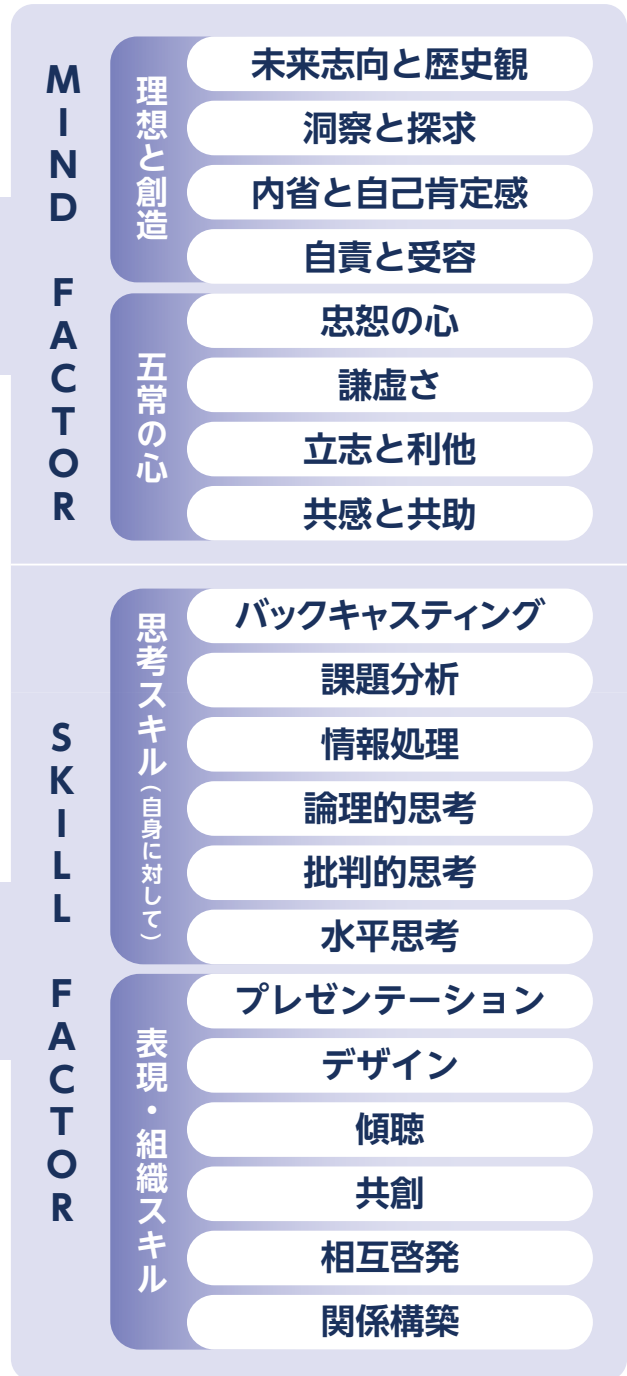 MIND FACTOR
理想と創造
未来志向と歴史観
洞察と探求
内省と自己肯定感
自責と受容
五常の心
忠恕の心
謙虚さ
立志と利他
共感と共助
SKILL FACTOR
思考スキル(自身に対して)
バックキャスティング
課題分析
情報処理
論理的思考
批判的思考
水平思考
表現・組織スキル
プレゼンテーション
デザイン
傾聴
共創
相互啓発
関係構築